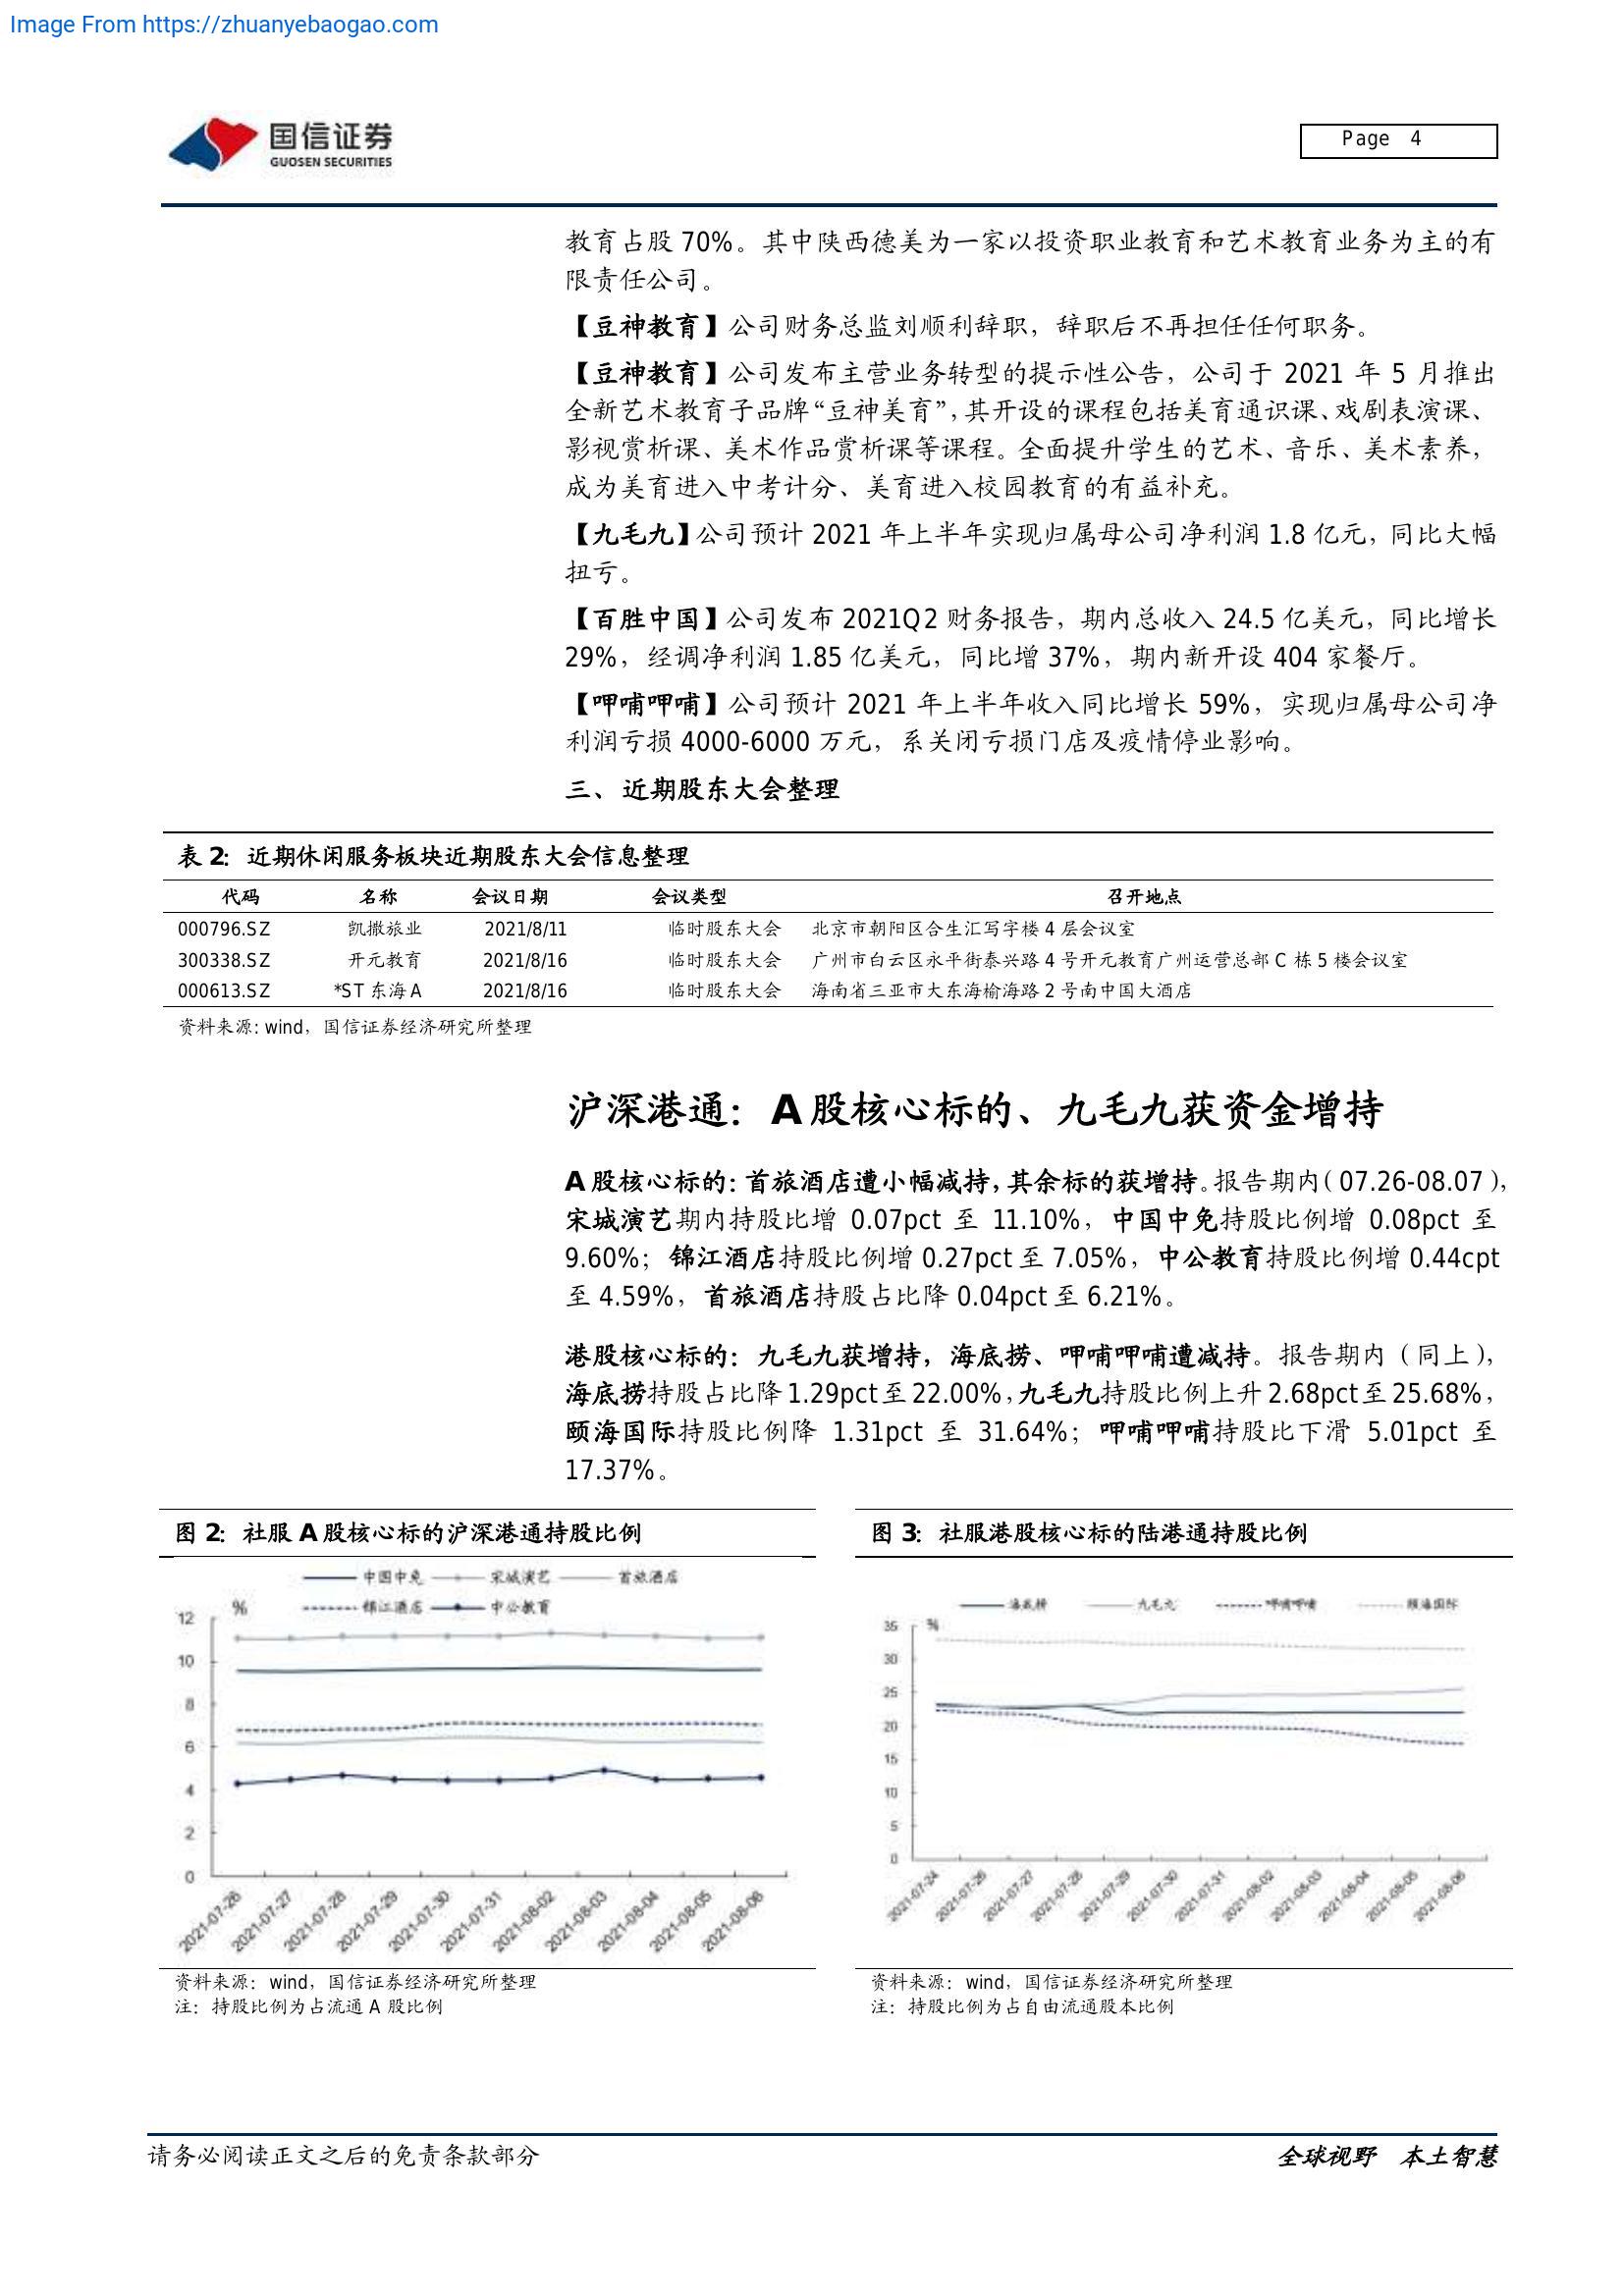 Image From https://zhuanyebaogao.com
国信证券
GUOSEN SECURITIES
Page 4
教育占股 70%。其中陕西德美为一家以投资职业教育和艺术教育业务为主的有
限责任公司。
【豆神教育】公司财务总监刘顺利辞职，辞职后不再担任任何职务。
【豆神教育】公司发布主营业务转型的提示性公告，公司于 2021 年 5 月推出
全新艺术教育子品牌“豆神美育”，其开设的课程包括美育通识课、戏剧表演课、
影视赏析课、美术作品赏析课等课程。全面提升学生的艺术、音乐、美术素养，
成为美育进入中考计分、美育进入校园教育的有益补充。
【九毛九】公司预计 2021 年上半年实现归属母公司净利润 1.8 亿元，同比大幅
扭亏。
【百胜中国】公司发布 2021Q2 财务报告，期内总收入 24.5 亿美元，同比增长
29%，经调净利润 1.85 亿美元，同比增 37%，期内新开设 404 家餐厅。
【呷哺呷哺】公司预计 2021 年上半年收入同比增长 59%，实现归属母公司净
利润亏损 4000-6000 万元，系关闭亏损门店及疫情停业影响。
三、近期股东大会整理
表 2：近期休闲服务板块近期股东大会信息整理
代码 名称 会议日期 会议类型 召开地点
000796.SZ 凯撒旅业 2021/8/11 临时股东大会 北京市朝阳区合生汇写字楼 4 层会议室
300338.SZ 开元教育 2021/8/16 临时股东大会 广州市白云区永平街泰兴路 4 号开元教育广州运营总部 C 栋 5 楼会议室
000613.SZ *ST 东海 A 2021/8/16 临时股东大会 海南省三亚市大东海榆海路 2 号南中国大酒店
资料来源: wind，国信证券经济研究所整理
沪深港通：A 股核心标的、九毛九获资金增持
A 股核心标的：首旅酒店遭小幅减持，其余标的获增持。报告期内（07.26-08.07），
宋城演艺期内持股比增 0.07pct 至 11.10%，中国中免持股比例增 0.08pct 至
9.60%；锦江酒店持股比例增 0.27pct 至 7.05%，中公教育持股比例增 0.44cpt
至 4.59%，首旅酒店持股占比降 0.04pct 至 6.21%。
港股核心标的：九毛九获增持，海底捞、呷哺呷哺遭减持。报告期内（同上），
海底捞持股占比降 1.29pct 至 22.00%，九毛九持股比例上升 2.68pct 至 25.68%，
颐海国际持股比例降 1.31pct 至 31.64%；呷哺呷哺持股比下滑 5.01pct 至
17.37%。
图 2：社服 A 股核心标的沪深港通持股比例
中国中免 宋城演艺 首旅酒店
锦江酒店 中公教育
%
12
10
8
6
4
2
0
2021-07-26 2021-07-27 2021-07-28 2021-07-29 2021-07-30 2021-07-31 2021-08-02 2021-08-03 2021-08-04 2021-08-05 2021-08-06
资料来源：wind，国信证券经济研究所整理
注：持股比例为占流通 A 股比例
图 3：社服港股核心标的陆港通持股比例
海底捞 九毛九 呷哺呷哺 颐海国际
%
35
30
25
20
15
10
5
0
2021-07-24 2021-07-26 2021-07-27 2021-07-28 2021-07-29 2021-07-30 2021-07-31 2021-08-02 2021-08-03 2021-08-04 2021-08-05 2021-08-06
资料来源：wind，国信证券经济研究所整理
注：持股比例为占自由流通股本比例
请务必阅读正文之后的免责条款部分
全球视野 本土智慧